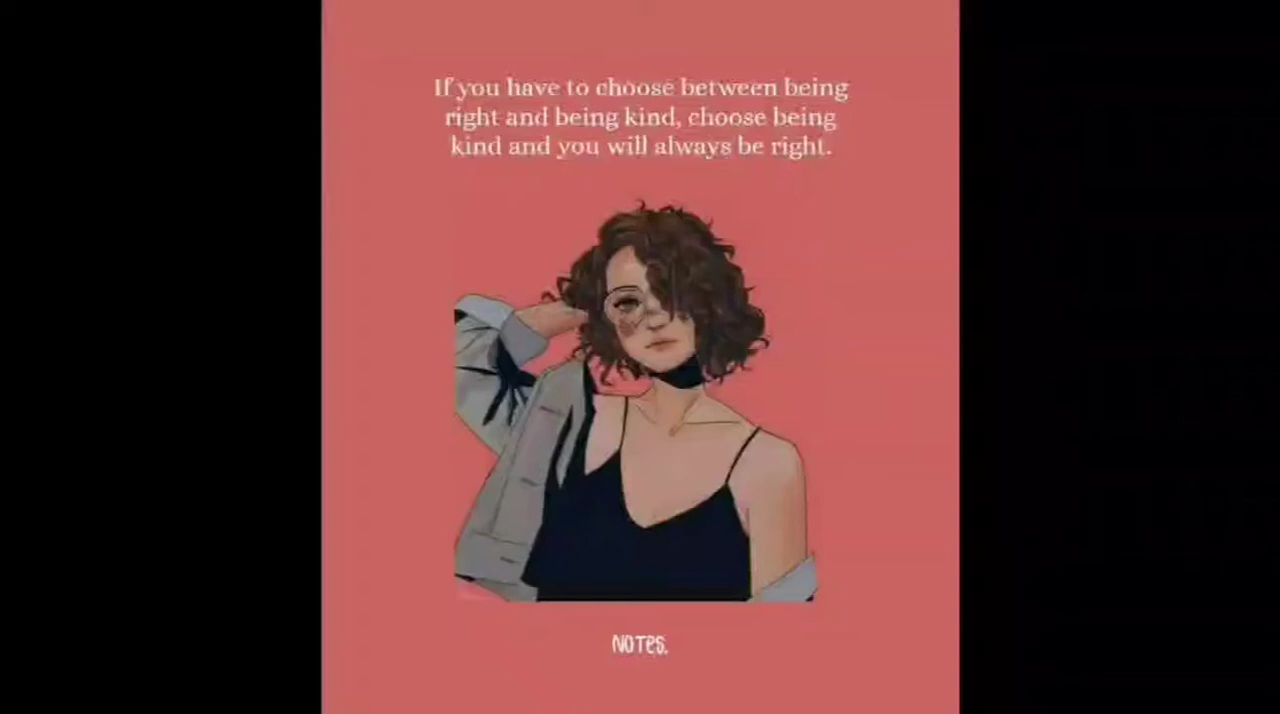 If you have to choose between being
right and being kind, choose being
kind and you will always be right.
NOTES.